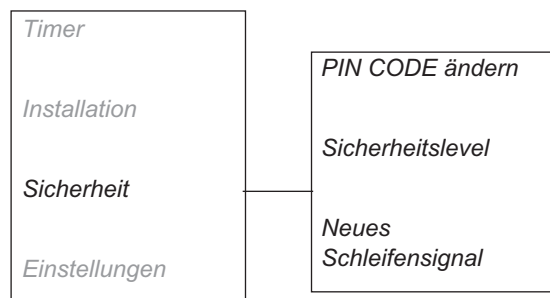 Timer
Installation
Sicherheit
Einstellungen
PIN CODE ändern
Sicherheitslevel
Neues
Schleifensignal